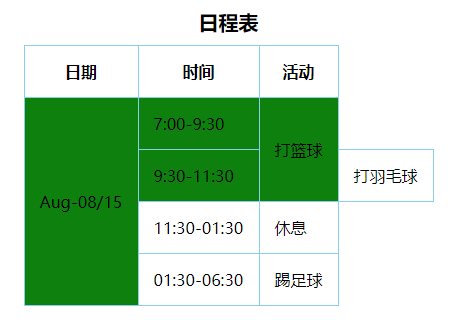 日程表
日期 时间 活动
Aug-08/15 7:00-9:30 打篮球
9:30-11:30 打羽毛球
11:30-01:30 休息
01:30-06:30 踢足球